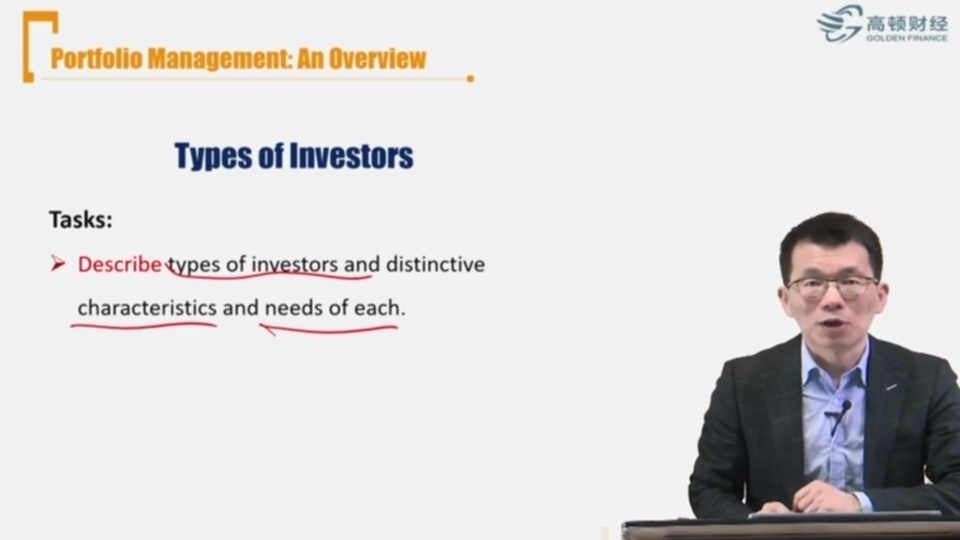 Portfolio Management: An Overview
高顿财经
GOLDEN FINANCE
Types of Investors
Tasks:
Describe types of investors and distinctive
characteristics and needs of each.